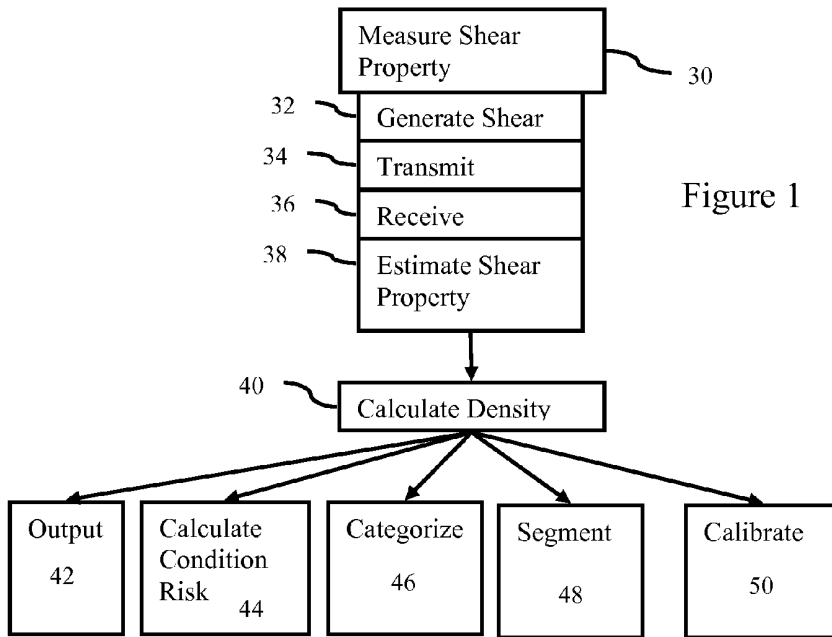 Measure Shear
Property
30
32
Generate Shear
34
Transmit
36
Receive
Figure 1
38
Estimate Shear
Property
40
Calculate Density
Output
42
Calculate
Condition
Risk
44
Categorize
46
Segment
48
Calibrate
50